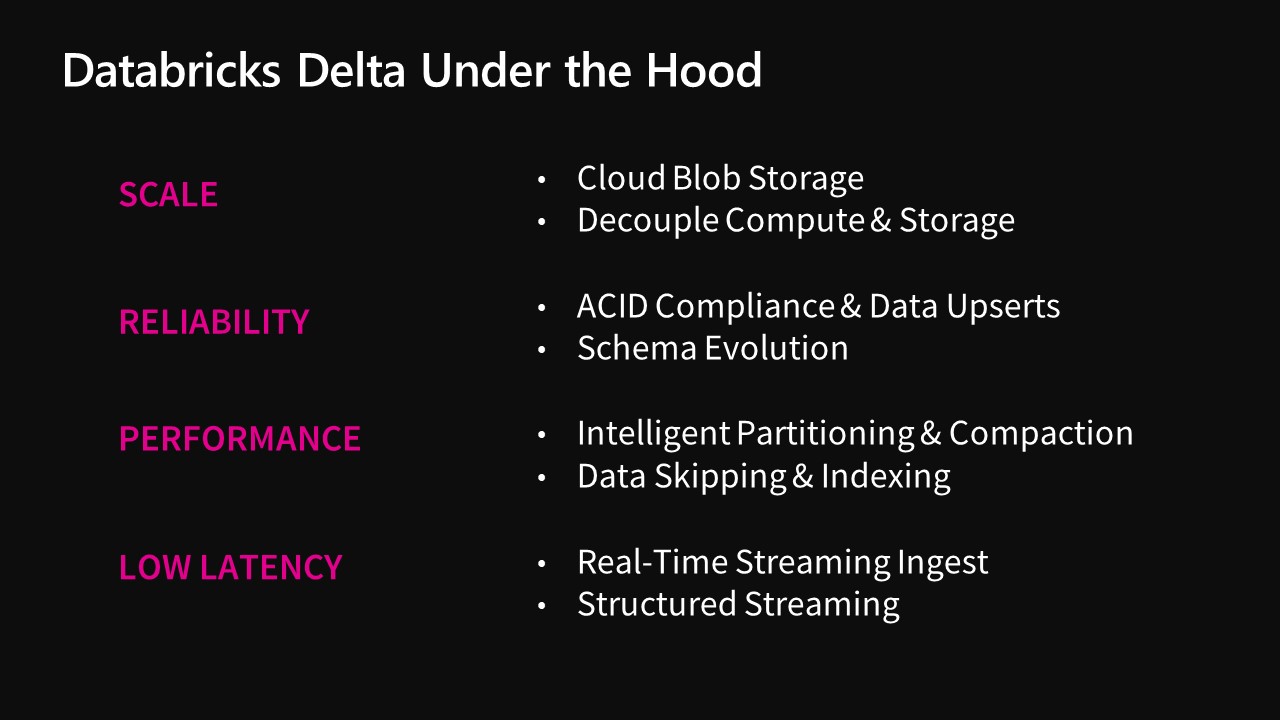 Databricks Delta Under the Hood
SCALE
• Cloud Blob Storage
• Decouple Compute & Storage
RELIABILITY
• ACID Compliance & Data Upserts
• Schema Evolution
PERFORMANCE
• Intelligent Partitioning & Compaction
• Data Skipping & Indexing
LOW LATENCY
• Real-Time Streaming Ingest
• Structured Streaming